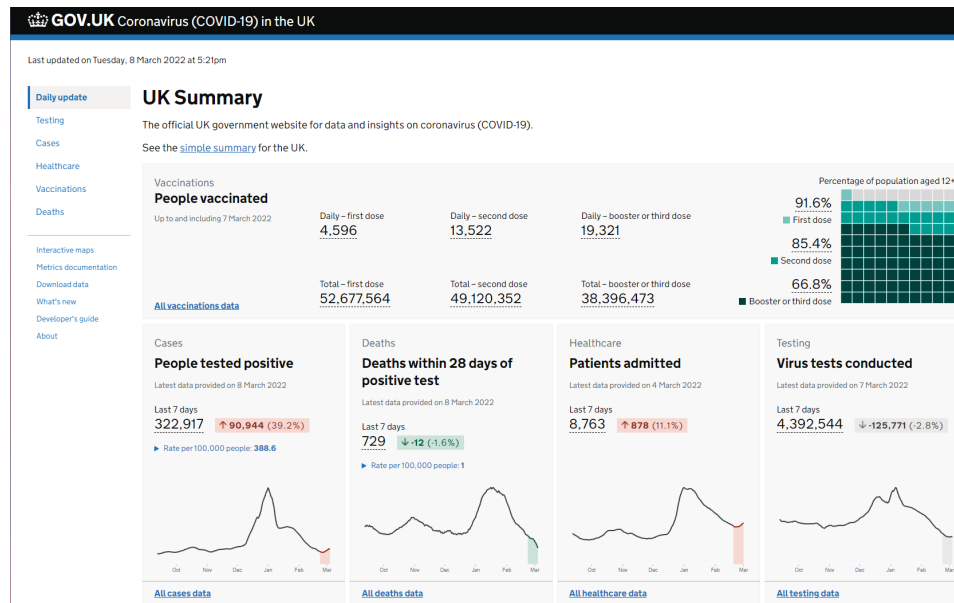 GOV.UK Coronavirus (COVID-19) in the UK
Last updated on Tuesday, 8 March 2022 at 5:21pm
Daily update
Testing
Cases
Healthcare
Vaccinations
Deaths
Interactive maps
Metrics documentation
Download data
What's new
Developer's guide
About
UK Summary
The official UK government website for data and insights on coronavirus (COVID-19).
See the simple summary for the UK.
Vaccinations
People vaccinated
Up to and including 7 March 2022
All vaccinations data
Daily – first dose
4,596
Daily – second dose
13,522
Daily – booster or third dose
19,321
Total – first dose
52,677,564
Total – second dose
49,120,352
Total – booster or third dose
38,396,473
Percentage of population aged 12+
91.6%
First dose
85.4%
Second dose
66.8%
Booster or third dose
Cases
People tested positive
Latest data provided on 8 March 2022
Last 7 days
322,917 ↑ 90,944 (39.2%)
▶ Rate per 100,000 people: 388.6
Oct Nov Dec Jan Feb Mar
All cases data
Deaths
Deaths within 28 days of
positive test
Latest data provided on 8 March 2022
Last 7 days
729 ↓ -12 (-1.6%)
▶ Rate per 100,000 people: 1
Oct Nov Dec Jan Feb Mar
All deaths data
Healthcare
Patients admitted
Latest data provided on 4 March 2022
Last 7 days
8,763 ↑ 878 (11.1%)
Oct Nov Dec Jan Feb Mar
All healthcare data
Testing
Virus tests conducted
Latest data provided on 7 March 2022
Last 7 days
4,392,544 ↓ -125,771 (-2.8%)
Oct Nov Dec Jan Feb Mar
All testing data